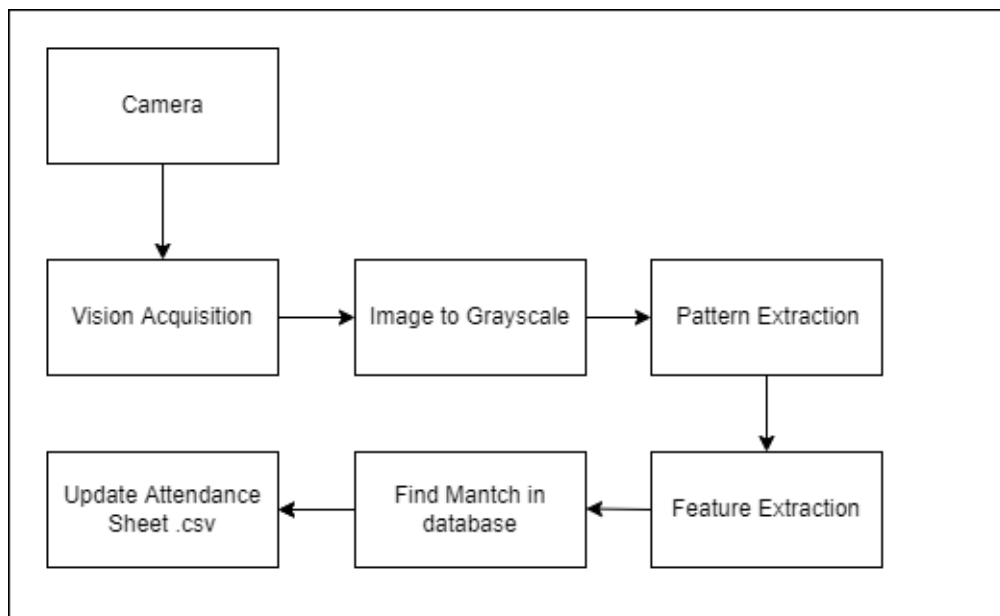 Camera
Vision Acquisition
Image to Grayscale
Pattern Extraction
Feature Extraction
Find Mantch in
database
Update Attendance
Sheet .csv